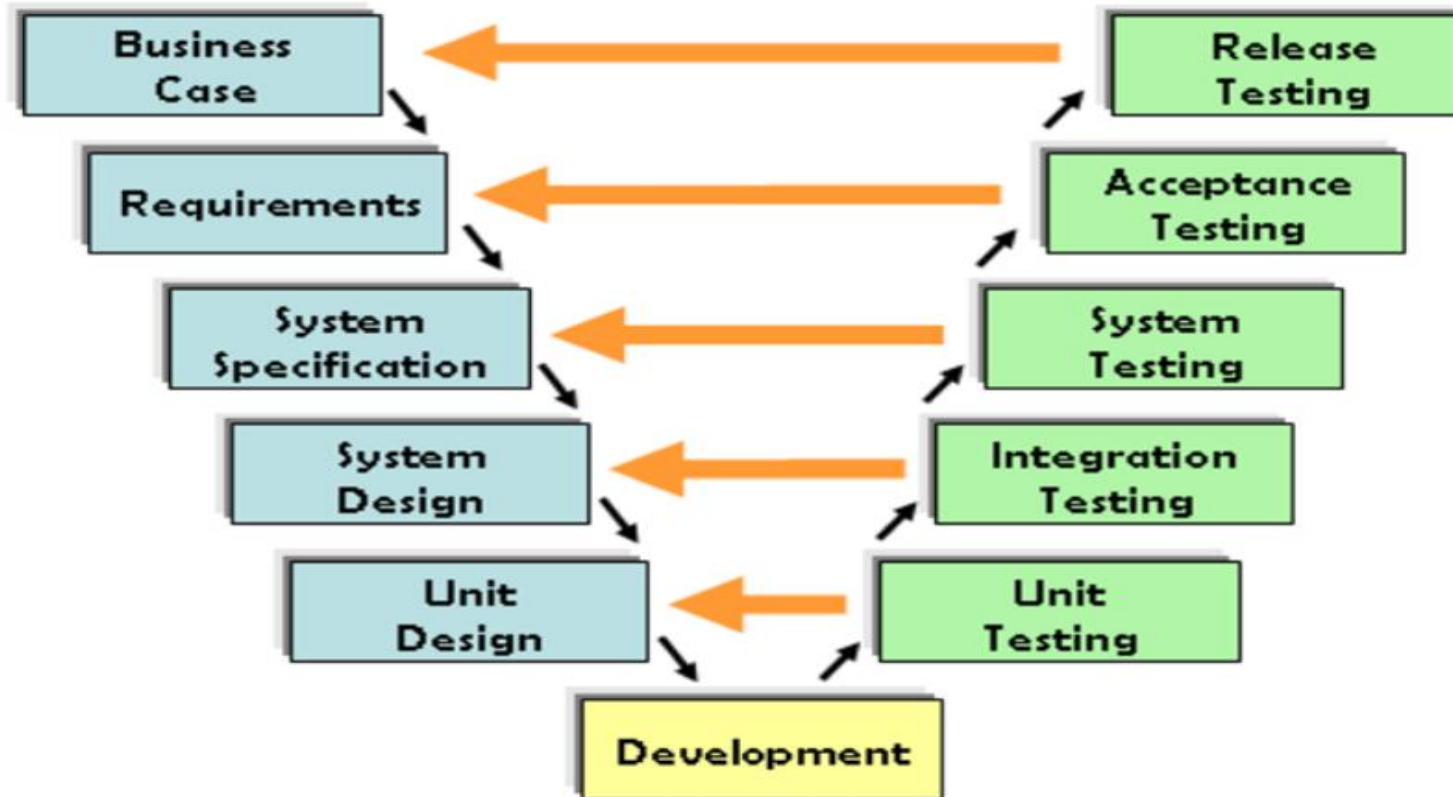 Business
Case
Release
Testing
Requirements
Acceptance
Testing
System
Specification
System
Testing
System
Design
Integration
Testing
Unit
Design
Unit
Testing
Development